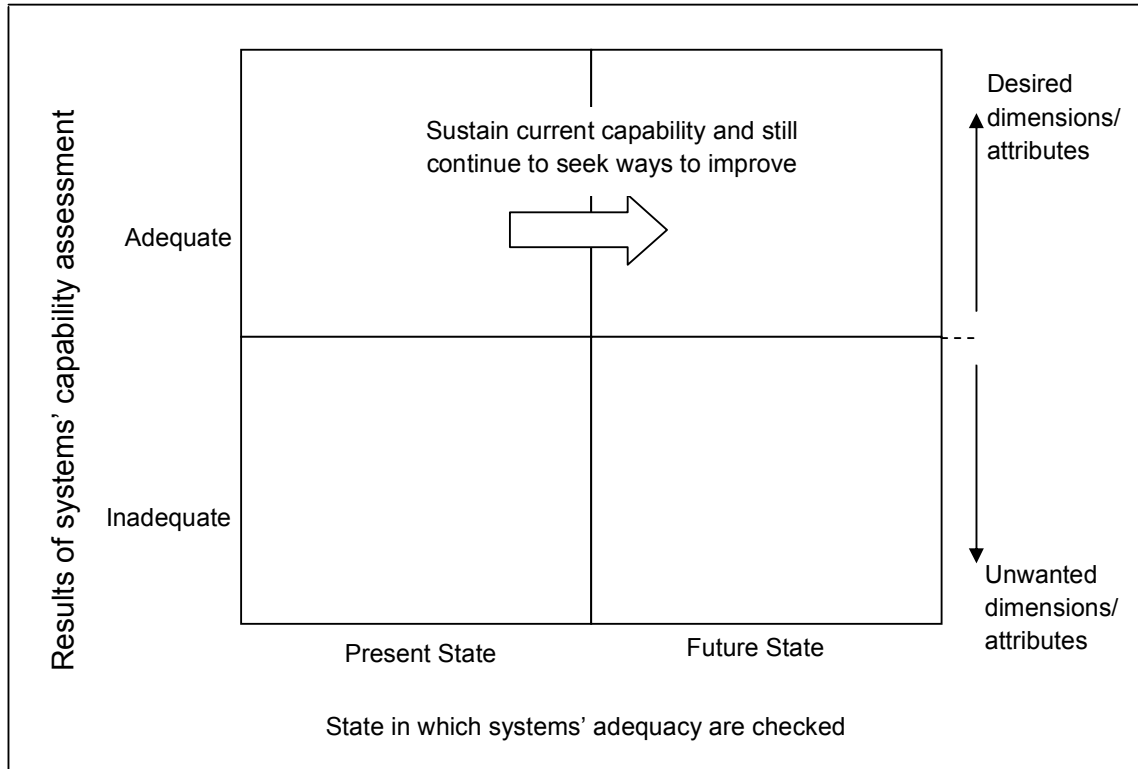 Results of systems’ capability assessment
Adequate
Inadequate
Sustain current capability and still
continue to seek ways to improve
Desired
dimensions/
attributes
Unwanted
dimensions/
attributes
Present State
Future State
State in which systems’ adequacy are checked